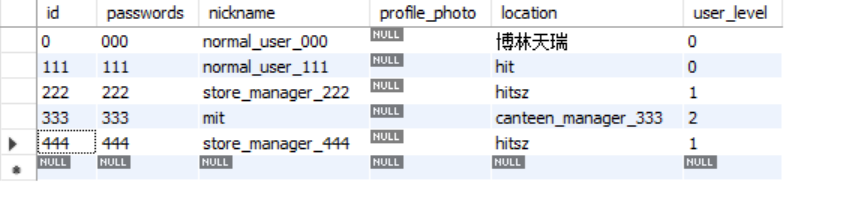 id passwords nickname profile_photo location user_level
0 000 normal_user_000 NULL 博林天瑞 0
111 111 normal_user_111 NULL hit 0
222 222 store_manager_222 NULL hitsz 1
333 333 mit NULL canteen_manager_333 2
444 444 store_manager_444 NULL hitsz 1
NULL NULL NULL NULL NULL NULL